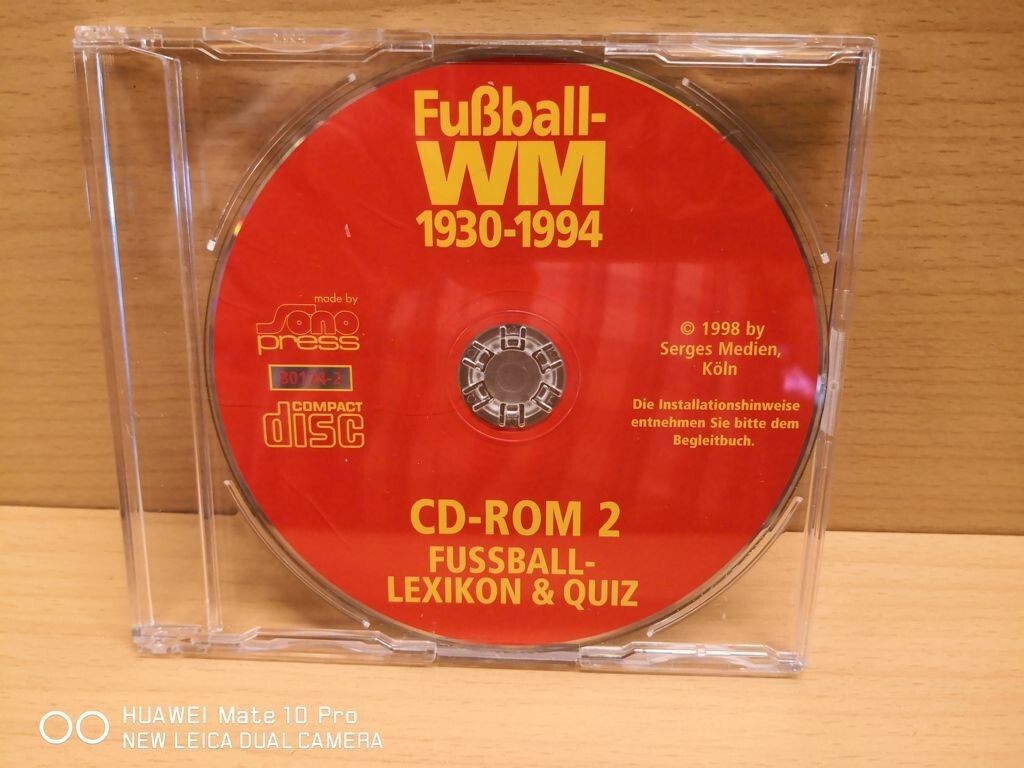 Fußball-
WM
1930-1994
made by
Sono
press
COMPACT
disc
© 1998 by
Serges Medien,
Köln
Die Installationshinweise
entnehmen Sie bitte dem
Begleitbuch.
CD-ROM 2
FUSSBALL-
LEXIKON & QUIZ
HUAWEI Mate 10 Pro
NEW LEICA DUAL CAMERA